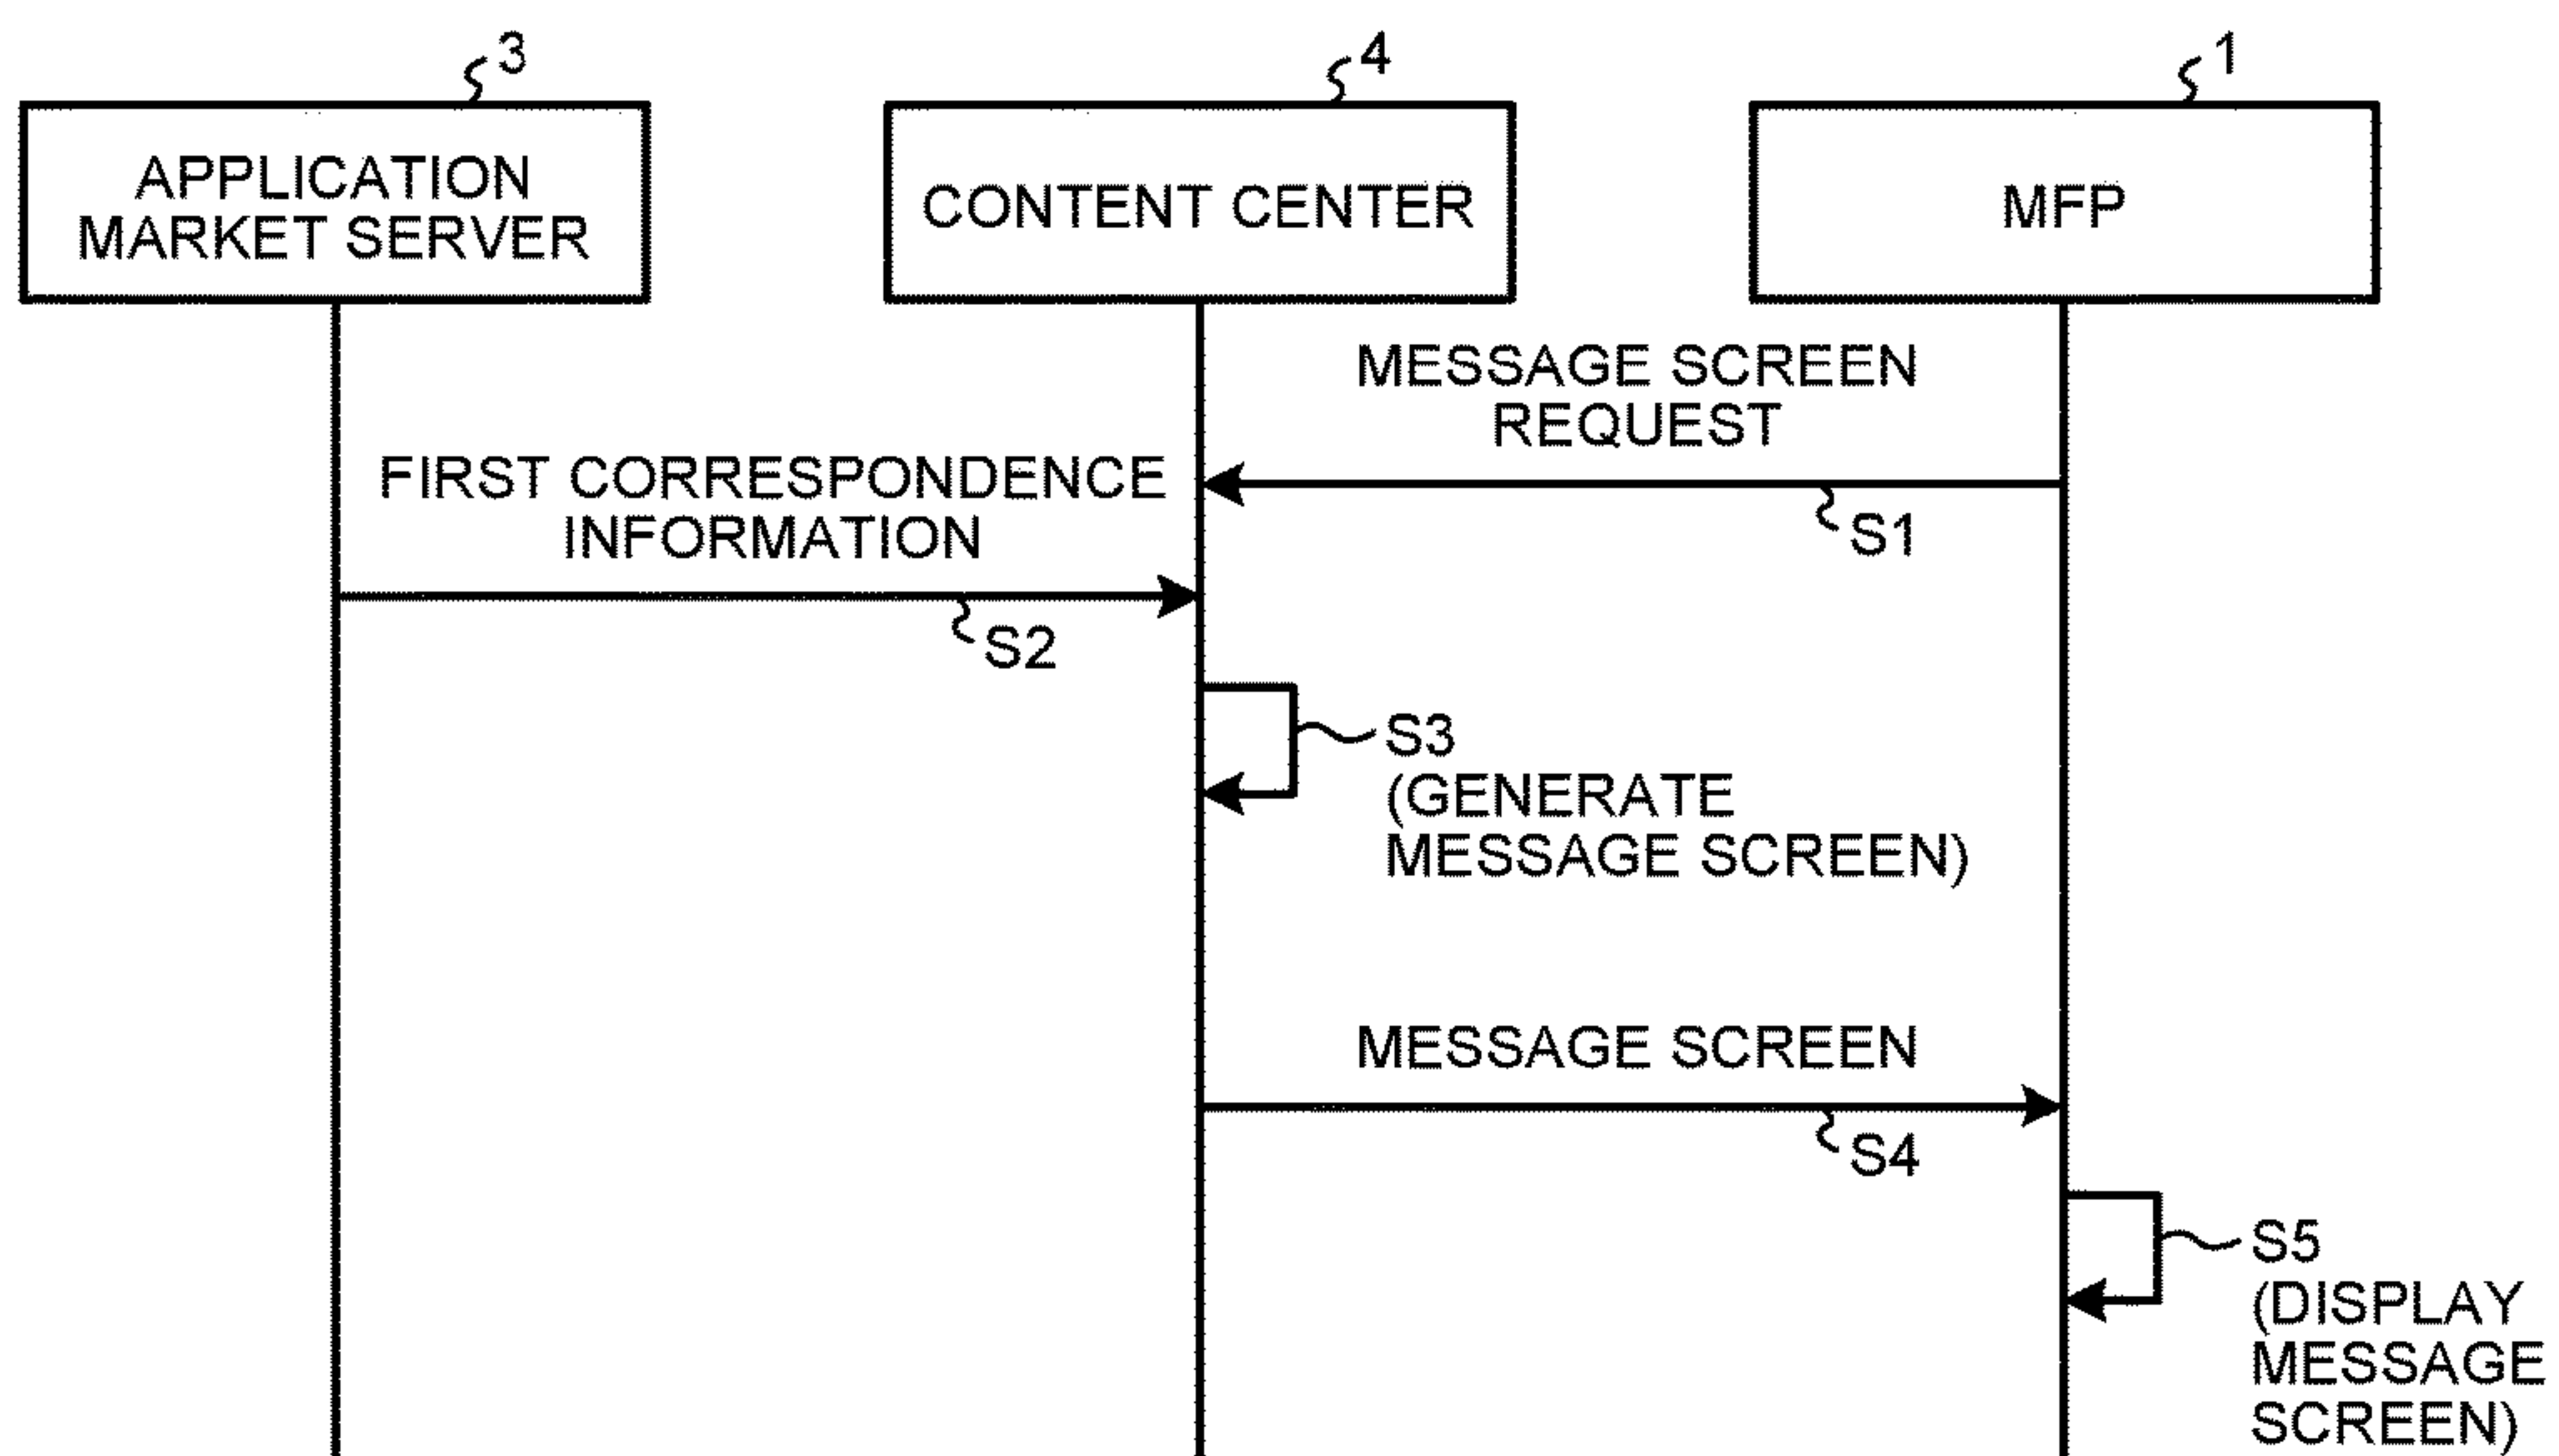 3
4
1
APPLICATION
MARKET SERVER
CONTENT CENTER
MFP
MESSAGE SCREEN
REQUEST
S1
FIRST CORRESPONDENCE
INFORMATION
S2
S3
(GENERATE
MESSAGE SCREEN)
MESSAGE SCREEN
S4
S5
(DISPLAY
MESSAGE
SCREEN)